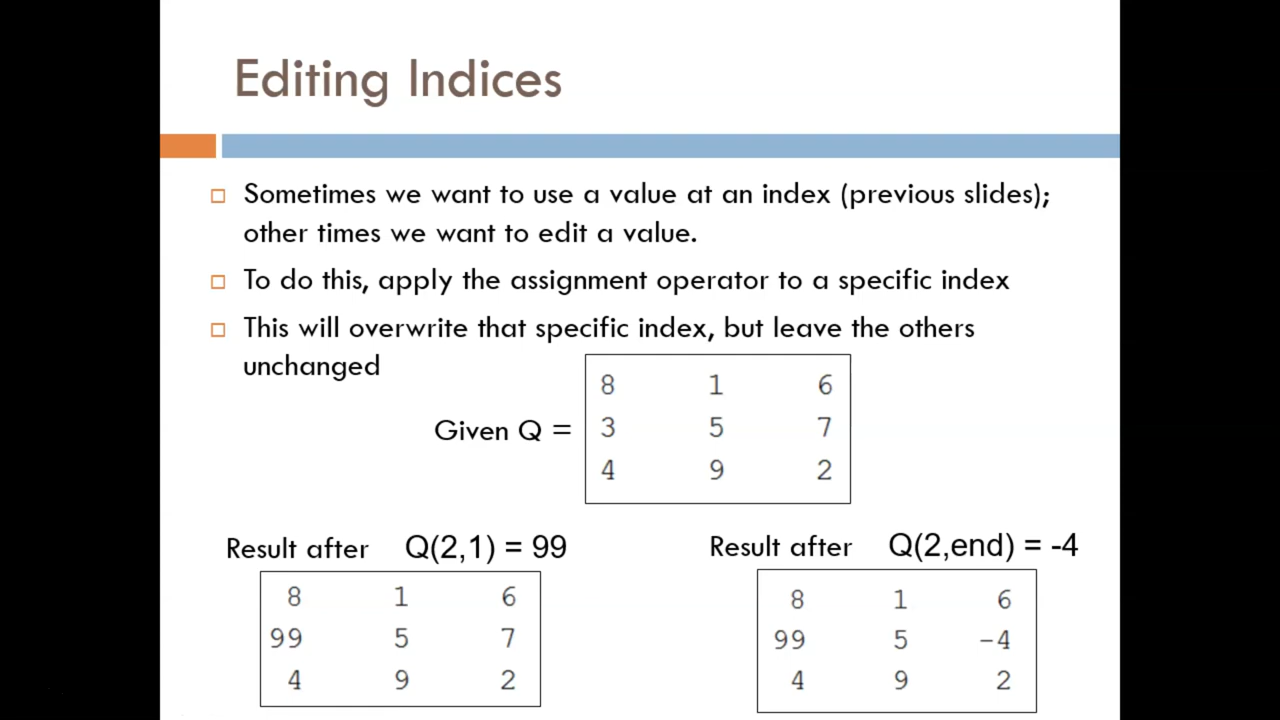 Editing Indices
Sometimes we want to use a value at an index (previous slides);
other times we want to edit a value.
To do this, apply the assignment operator to a specific index
This will overwrite that specific index, but leave the others
unchanged
Given Q =
8 1 6
3 5 7
4 9 2
Result after Q(2,1) = 99
8 1 6
99 5 7
4 9 2
Result after Q(2,end) = -4
8 1 6
99 5 -4
4 9 2